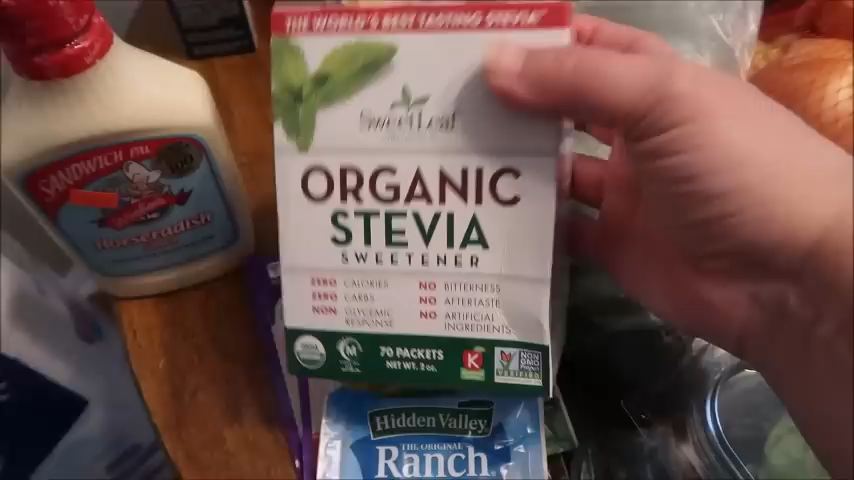 THE WORLD'S BEST TASTING STEVIA
SweetLeaf
ORGANIC
STEVIA
SWEETENER
ZERO CALORIES
ZERO CARBS
NON GLYCEMIC
RESPONSE
NO BITTERNESS
NO AFTERTASTE
NO ARTIFICIAL
INGREDIENTS
70 PACKETS
NET WT. 2 oz.
K
NON
GMO
Project
VERIFIED
SANDWICH PAL
100
Horseradish
Hidden Valley
THE ORIGINAL
Ranch